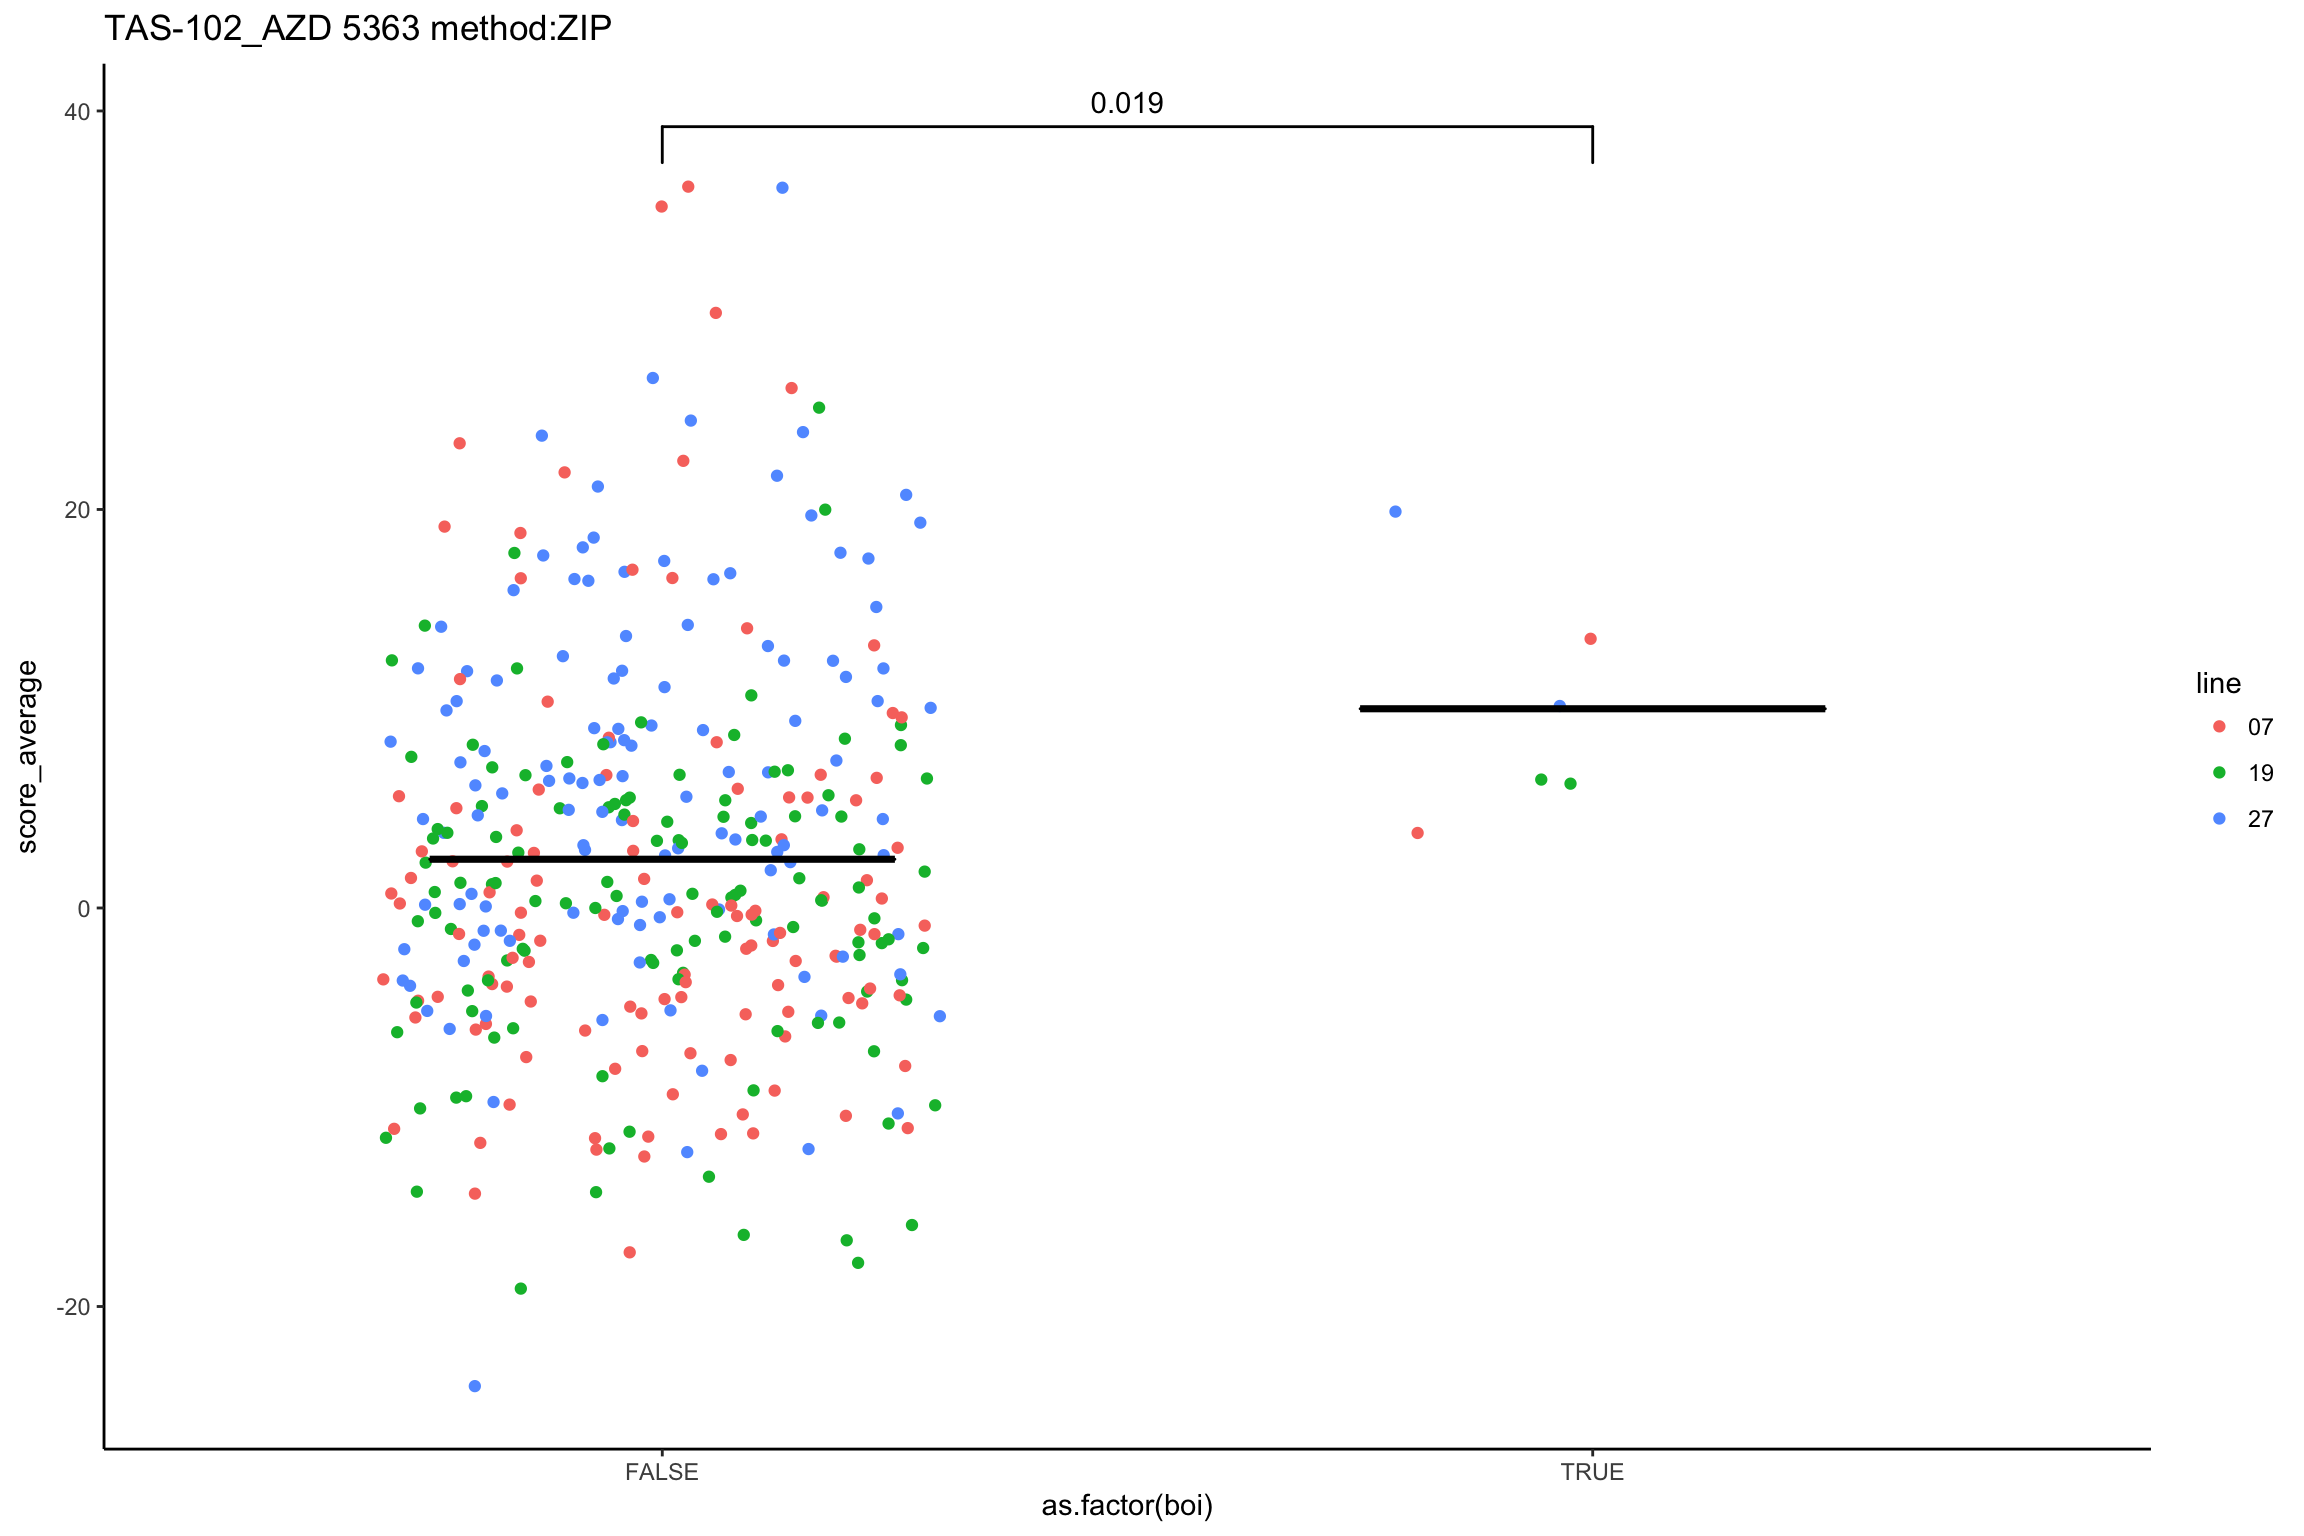 TAS-102_AZD 5363 method:ZIP
0.019
40
20
0
-20
score_average
FALSE
TRUE
as.factor(boi)
line
07
19
27